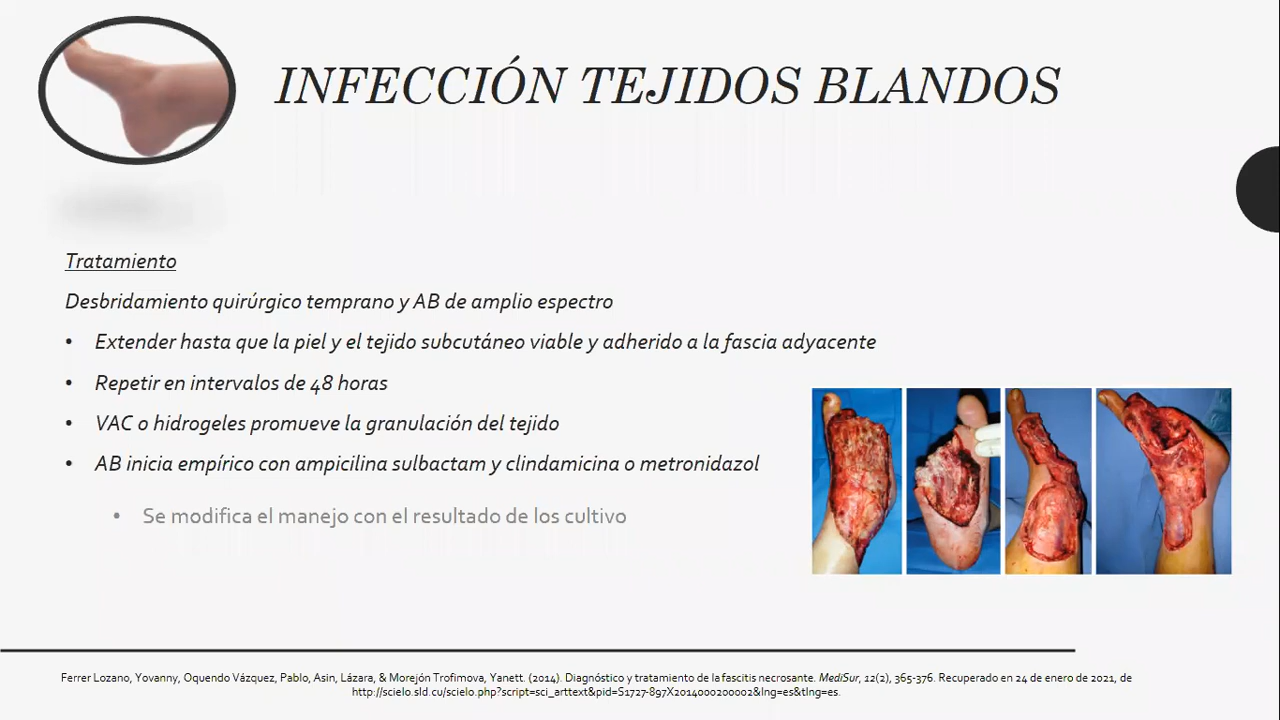 INFECCIÓN TEJIDOS BLANDOS
Tratamiento
Desbridamiento quirúrgico temprano y AB de amplio espectro
• Extender hasta que la piel y el tejido subcutáneo viable y adherido a la fascia adyacente
• Repetir en intervalos de 48 horas
• VAC o hidrogeles promueve la granulación del tejido
• AB inicia empírico con ampicilina sulbactam y clindamicina o metronidazol
• Se modifica el manejo con el resultado de los cultivo
Ferrer Lozano, Yovanny, Oquendo Vázquez, Pablo, Asin, Lázara, & Morejón Trofimova, Yanett. (2014). Diagnóstico y tratamiento de la fascitis necrosante. MediSur, 12(2), 365-376. Recuperado en 24 de enero de 2021, de
http://scielo.sld.cu/scielo.php?script=sci_arttext&pid=S1727-897X2014000200002&lng=es&tlng=es.